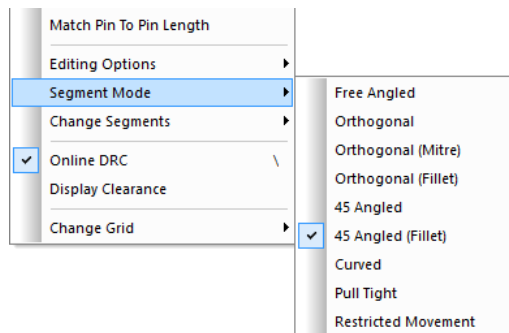 Match Pin To Pin Length
Editing Options
Segment Mode
Change Segments
Online DRC \
Display Clearance
Change Grid
Free Angled
Orthogonal
Orthogonal (Mitre)
Orthogonal (Fillet)
45 Angled
45 Angled (Fillet)
Curved
Pull Tight
Restricted Movement